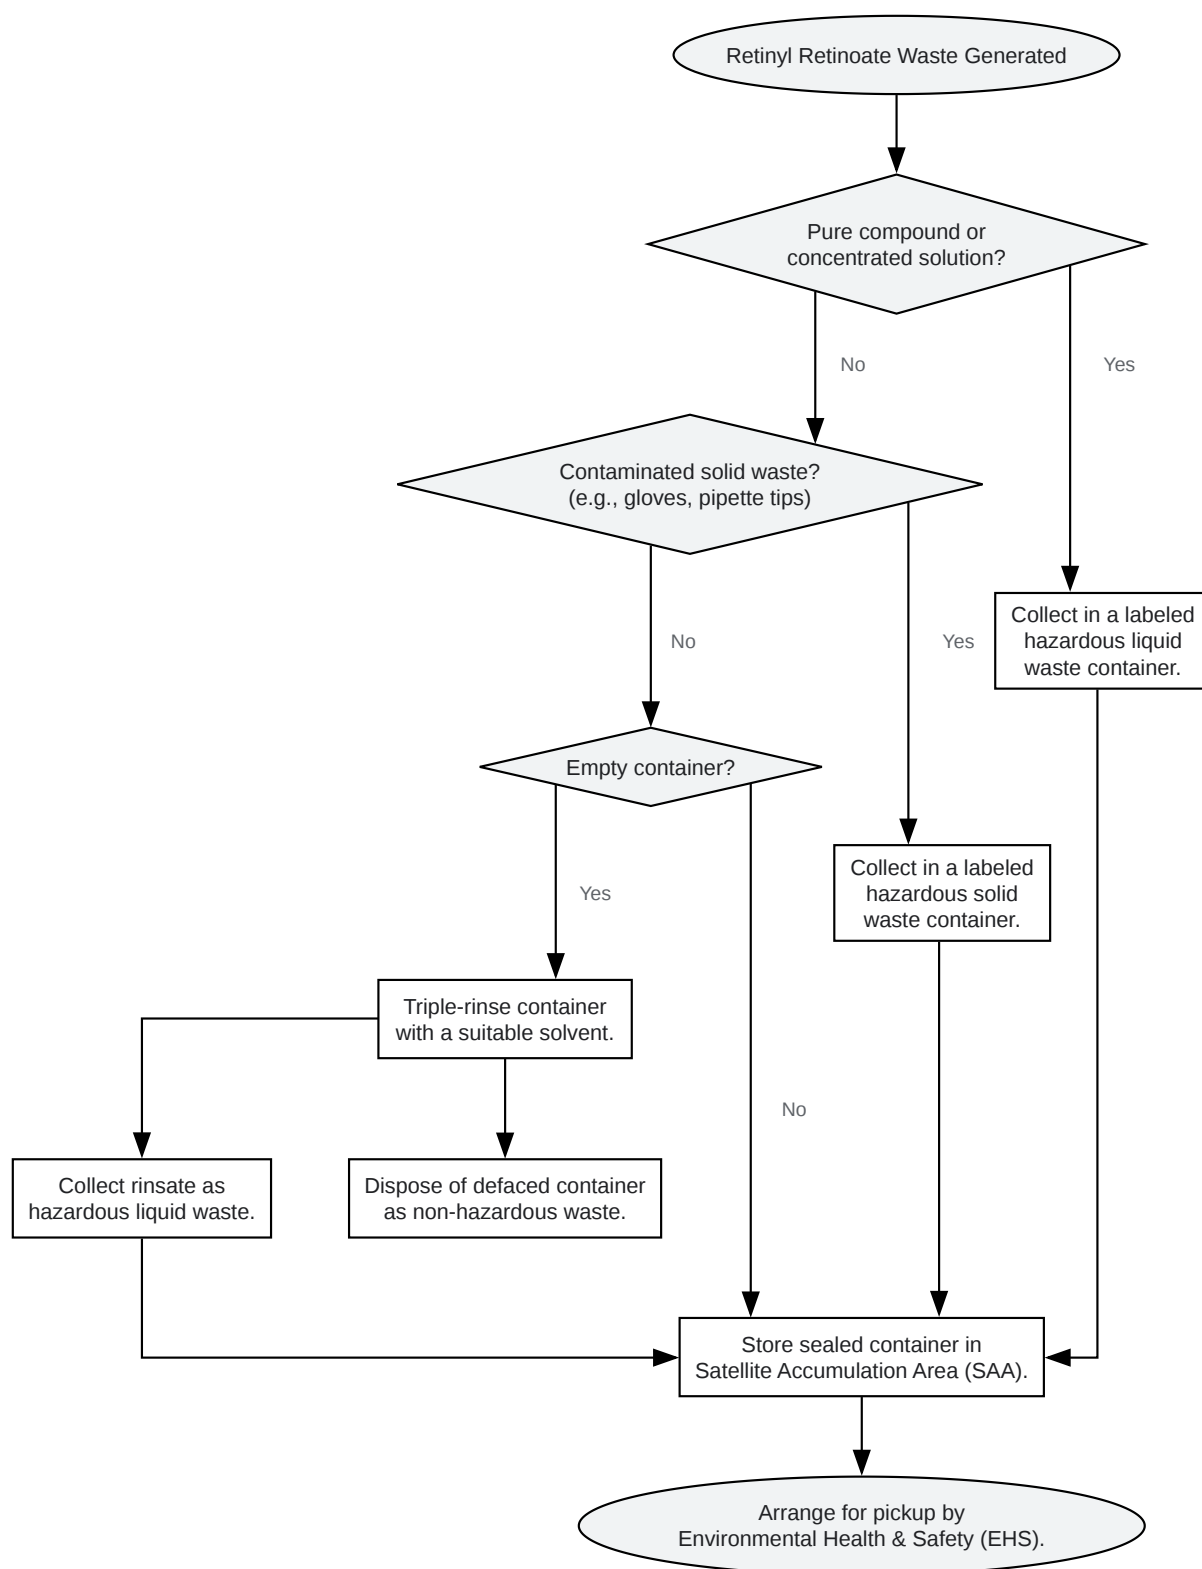 Retinyl Retinoate Waste Generated
Pure compound or
concentrated solution?
No
Yes
Contaminated solid waste?
(e.g., gloves, pipette tips)
Collect in a labeled
hazardous liquid
waste container.
No
Yes
Empty container?
Collect in a labeled
hazardous solid
waste container.
Yes
Triple-rinse container
with a suitable solvent.
No
Collect rinsate as
hazardous liquid waste.
Dispose of defaced container
as non-hazardous waste.
Store sealed container in
Satellite Accumulation Area (SAA).
Arrange for pickup by
Environmental Health & Safety (EHS).